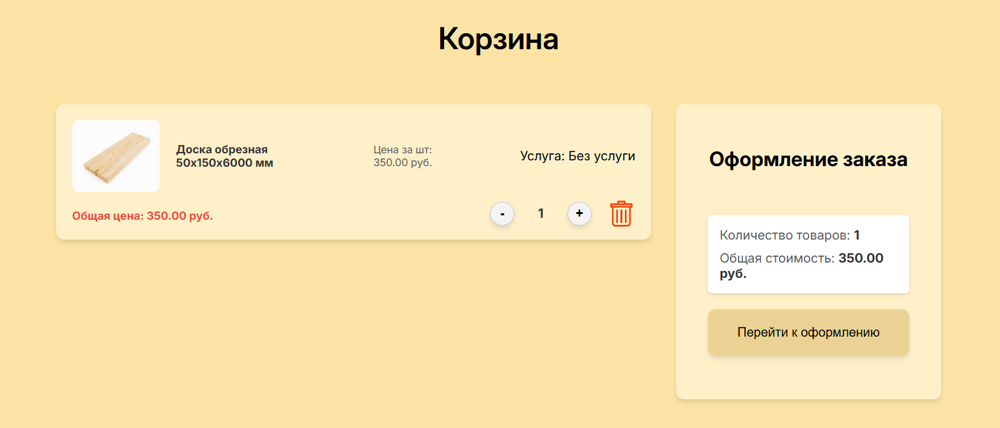 Корзина
Доска обрезная
50x150x6000 мм
Цена за шт:
350.00 руб.
Услуга: Без услуги
Общая цена: 350.00 руб.
-
1
+
Оформление заказа
Количество товаров: 1
Общая стоимость: 350.00
руб.
Перейти к оформлению